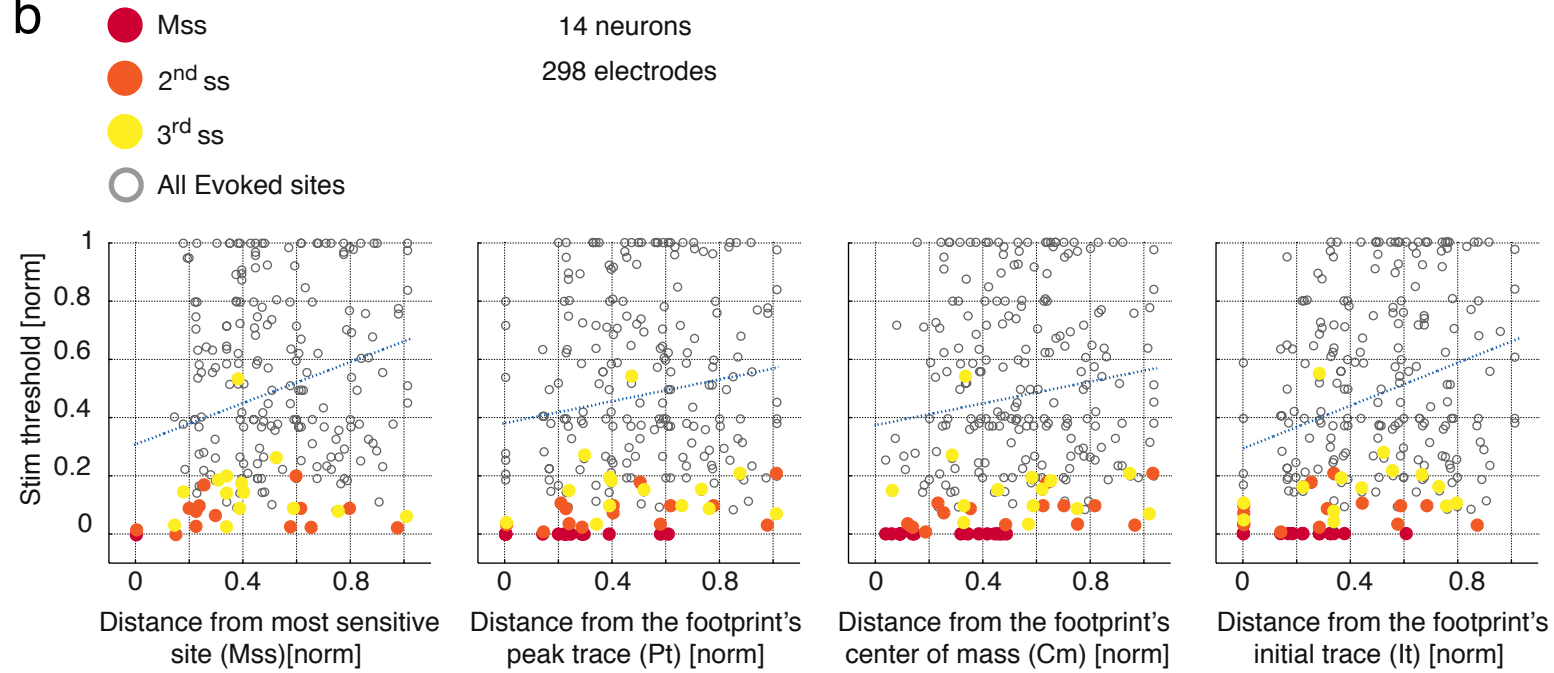 b
Mss
14 neurons
2nd ss
298 electrodes
3rd ss
All Evoked sites
Stim threshold [norm]
1
0.8
0.6
0.4
0.2
0
0 0.4 0.8
0 0.4 0.8
0 0.4 0.8
0 0.4 0.8
Distance from most sensitive
site (Mss)[norm]
Distance from the footprint's
peak trace (Pt) [norm]
Distance from the footprint's
center of mass (Cm) [norm]
Distance from the footprint's
initial trace (It) [norm]